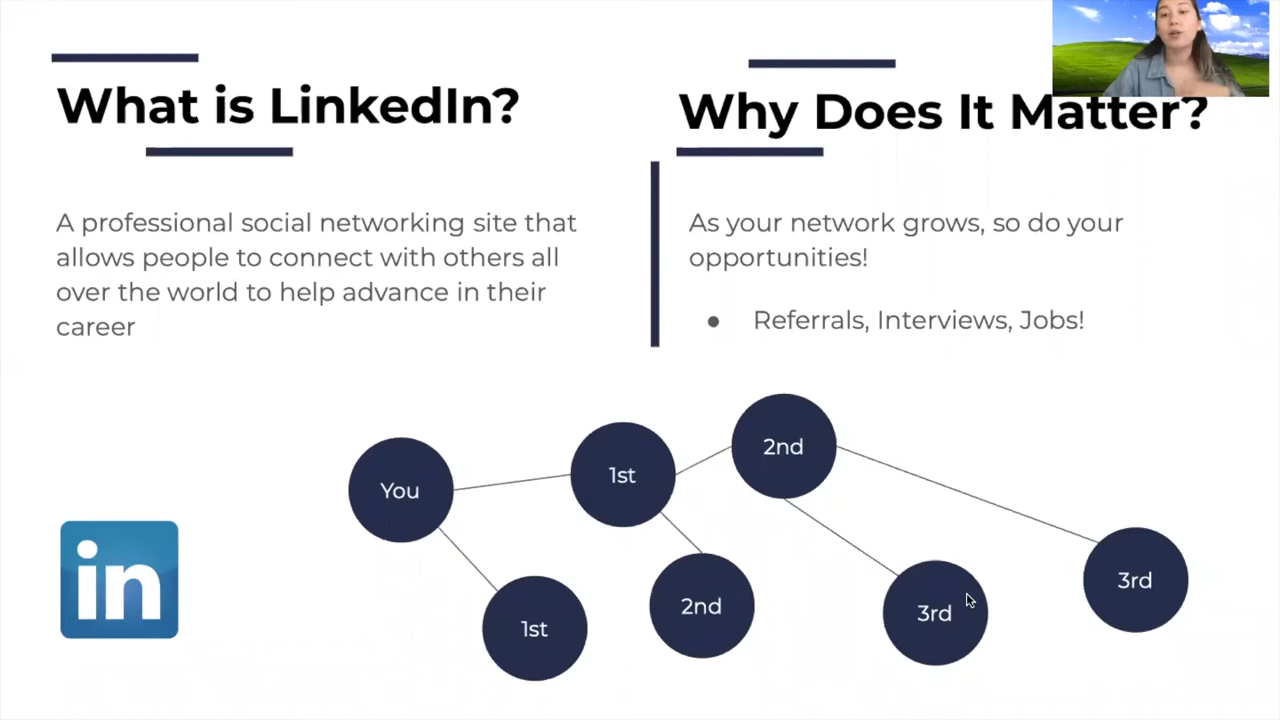 What is LinkedIn?
A professional social networking site that
allows people to connect with others all
over the world to help advance in their
career
Why Does It Matter?
As your network grows, so do your
opportunities!
● Referrals, Interviews, Jobs!
You
1st
2nd
1st
2nd
3rd
3rd
in